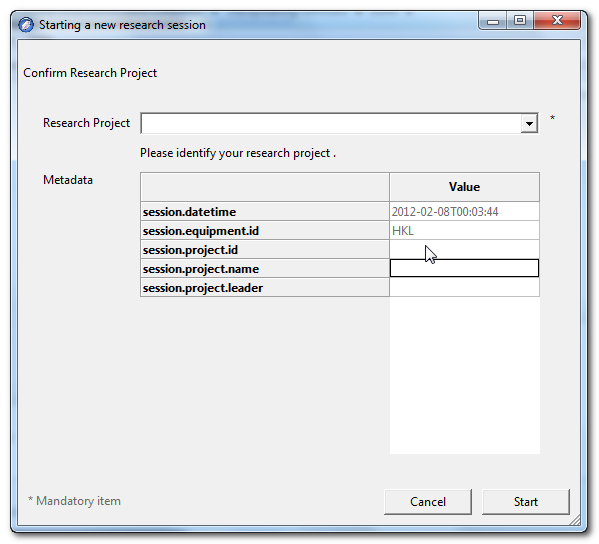 Starting a new research session
Confirm Research Project
Research Project *
Please identify your research project .
Metadata
Value
session.datetime 2012-02-08T00:03:44
session.equipment.id HKL
session.project.id
session.project.name
session.project.leader
* Mandatory item
Cancel Start